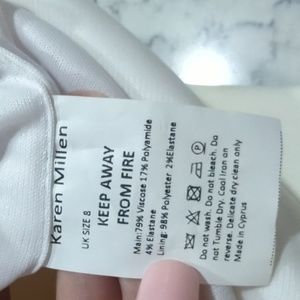 Karen Millen
UK SIZE 8
KEEP AWAY
FROM FIRE
Main:79% Viscose 17% Polyamide
4% Elastane
Lining: 98% Polyester 2%Elastane
P
Do not wash. Do not bleach. Do
not Tumble Dry. Cool Iron on
reverse. Delicate dry clean only
Made in Cyprus